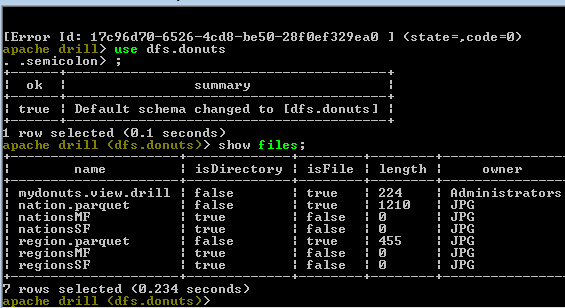 [Error Id: 17c96d70-6526-4cd8-be50-28f0ef329ea0 ] (state=,code=0)
apache drill> use dfs.donuts
. .semicolon> ;
+------+----------------------------------------+
| ok | summary |
+------+----------------------------------------+
| true | Default schema changed to [dfs.donuts] |
+------+----------------------------------------+
1 row selected (0.1 seconds)
apache drill (dfs.donuts)> show files;
| name | isDirectory | isFile | length | owner
| mydonuts.view.drill | false | true | 224 | Administrators
| nation.parquet | false | true | 1210 | JPG
| nationsMF | true | false | 0 | JPG
| nationsSF | true | false | 0 | JPG
| region.parquet | false | true | 455 | JPG
| regionsMF | true | false | 0 | JPG
| regionsSF | true | false | 0 | JPG
7 rows selected (0.234 seconds)
apache drill (dfs.donuts)>